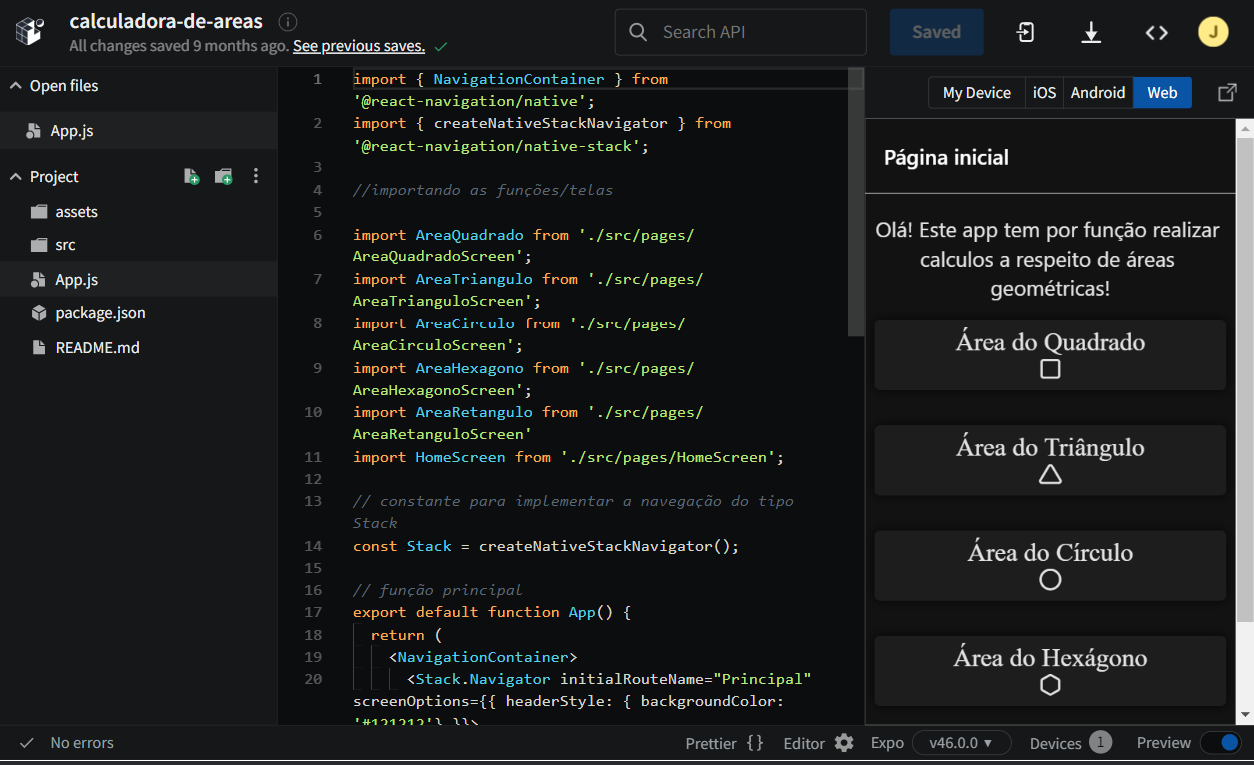 calculadora-de-areas
All changes saved 9 months ago. See previous saves.
Search API
Saved
J
Open files
App.js
Project
assets
src
App.js
package.json
README.md
1 import { NavigationContainer } from
'@react-navigation/native';
2 import { createNativeStackNavigator } from
'@react-navigation/native-stack';
3
4 //importando as funções/telas
5
6 import AreaQuadrado from './src/pages/
AreaQuadradoScreen';
7 import AreaTriangulo from './src/pages/
AreaTrianguloScreen';
8 import AreaCirculo from './src/pages/
AreaCirculoScreen';
9 import AreaHexagono from './src/pages/
AreaHexagonoScreen';
10 import AreaRetangulo from './src/pages/
AreaRetanguloScreen'
11 import HomeScreen from './src/pages/HomeScreen';
12
13 // constante para implementar a navegação do tipo
Stack
14 const Stack = createNativeStackNavigator();
15
16 // função principal
17 export default function App() {
18 return (
19 <NavigationContainer>
20 <Stack.Navigator initialRouteName="Principal"
screenOptions={{ headerStyle: { backgroundColor:
'#121212'} }}>
My Device
iOS
Android
Web
Página inicial
Olá! Este app tem por função realizar
calculos a respeito de áreas
geométricas!
Área do Quadrado
Área do Triângulo
Área do Círculo
Área do Hexágono
No errors
Prettier {}
Editor
Expo
v46.0.0
Devices 1
Preview